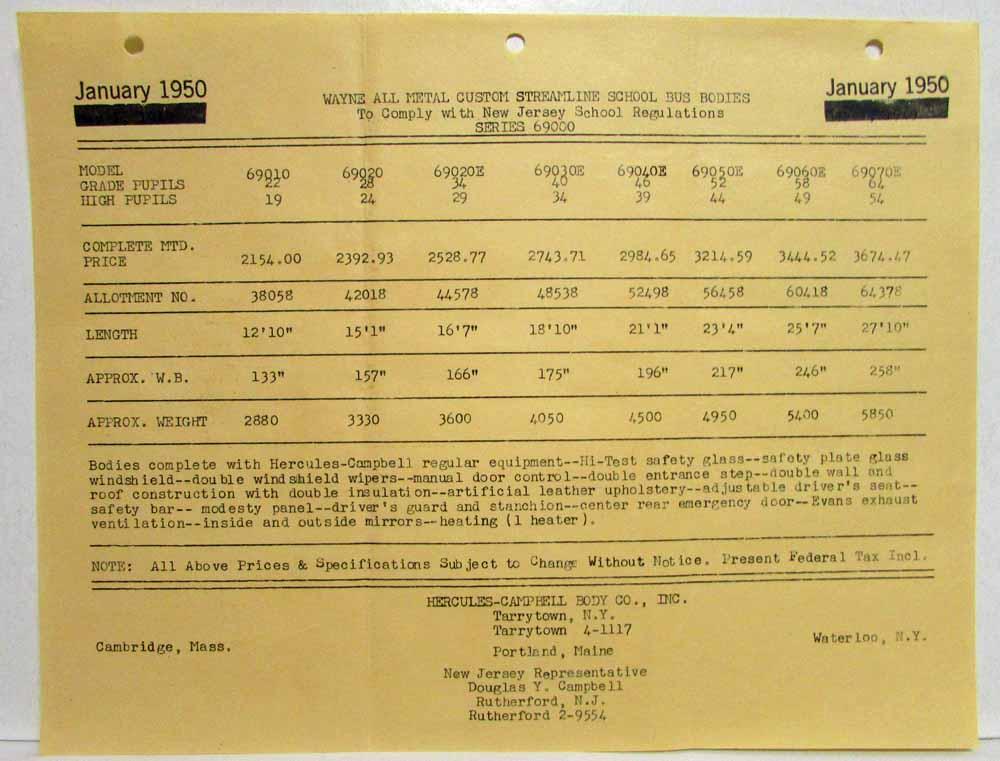 January 1950 January 1950
WAYNE ALL METAL CUSTOM STREAMLINE SCHOOL BUS BODIES
To Comply with New Jersey School Regulations
SERIES 69000
MODEL 69010 69020 69020E 69030E 69040E 69050E 69060E 69070E
GRADE PUPILS 22 28 34 40 46 52 58 64
HIGH PUPILS 19 24 29 34 39 44 49 54
COMPLETE MTD.
PRICE 2154.00 2392.93 2528.77 2743.71 2984.65 3214.59 3444.52 3674.47
ALLOTMENT NO. 38058 42018 44578 48538 52498 56458 60418 64378
LENGTH 12'10" 15'1" 16'7" 18'10" 21'1" 23'4" 25'7" 27'10"
APPROX. W.B. 133" 157" 166" 175" 196" 217" 246" 258"
APPROX. WEIGHT 2880 3330 3600 4050 4500 4950 5400 5850
Bodies complete with Hercules-Campbell regular equipment--Hi-Test safety glass--safety plate glass
windshield--double windshield wipers--manual door control--double entrance step--double wall and
roof construction with double insulation--artificial leather upholstery--adjustable driver's seat--
safety bar-- modesty panel--driver's guard and stanchion--center rear emergency door--Evans exhaust
ventilation--inside and outside mirrors--heating (1 heater).
NOTE: All Above Prices & Specifications Subject to Change Without Notice. Present Federal Tax Incl.
HERCULES-CAMPBELL BODY CO., INC.
Tarrytown, N.Y.
Tarrytown 4-1117
Cambridge, Mass. Portland, Maine Waterloo, N.Y.
New Jersey Representative
Douglas Y. Campbell
Rutherford, N.J.
Rutherford 2-9554